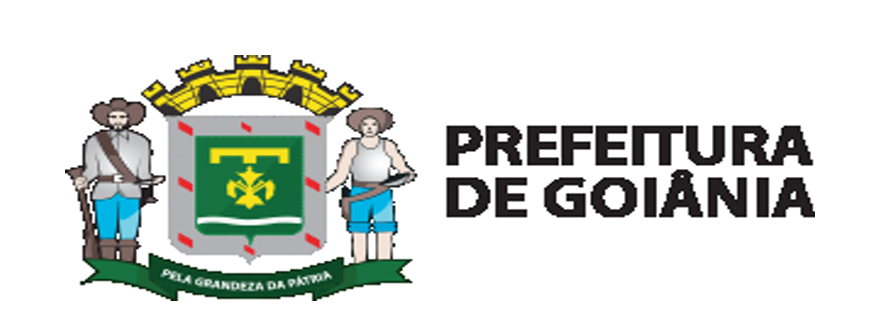 PREFEITURA
DE GOIÂNIA
PELA GRANDEZA DA PÁTRIA